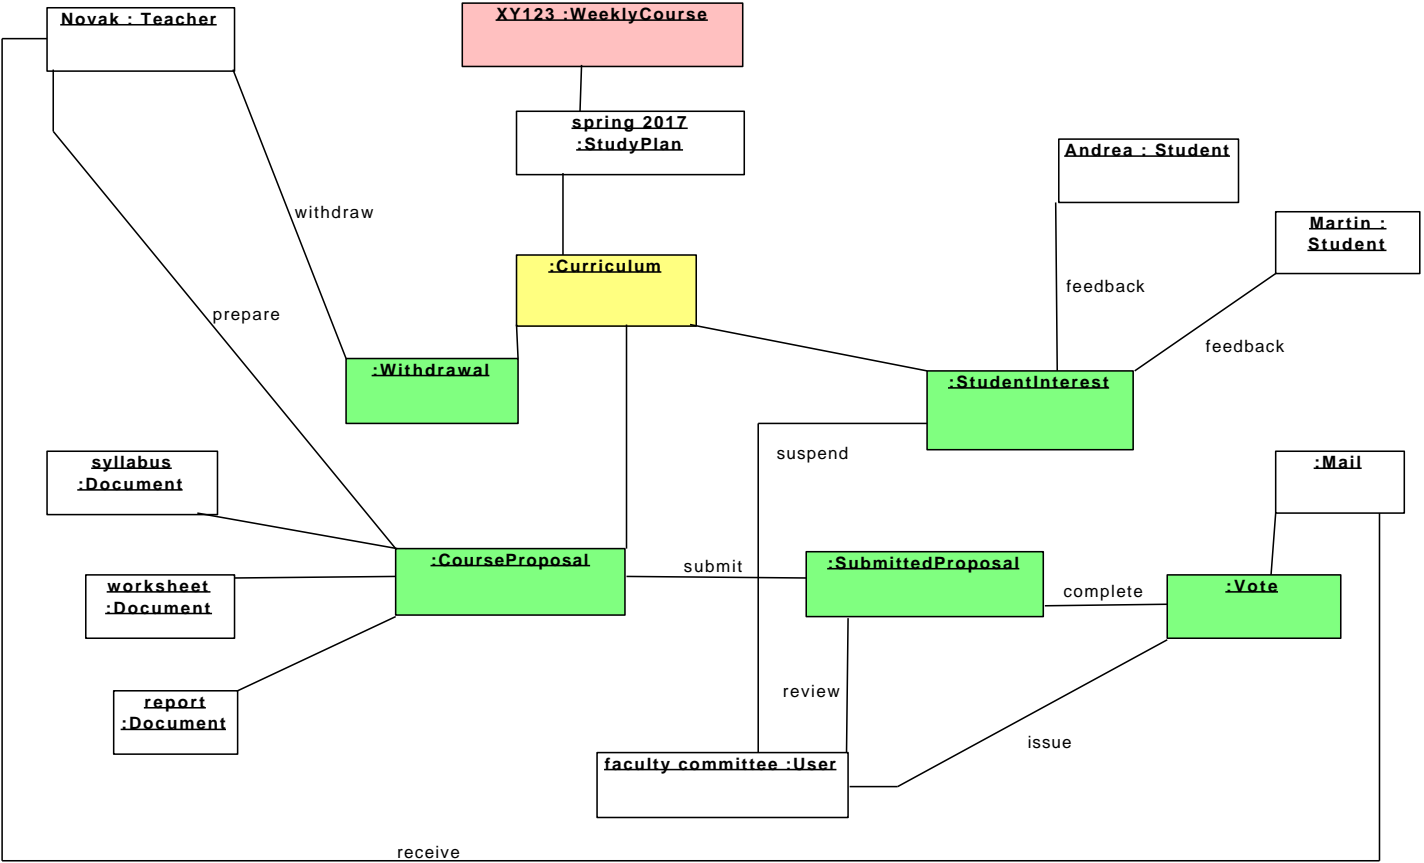 Novak : Teacher
XY123 :WeeklyCourse
spring 2017
:StudyPlan
Andrea : Student
withdraw
Martin :
Student
:Curriculum
feedback
prepare
feedback
:Withdrawal
:StudentInterest
suspend
syllabus
:Document
:Mail
:CourseProposal
submit
:SubmittedProposal
complete
:Vote
worksheet
:Document
review
report
:Document
issue
faculty committee :User
receive